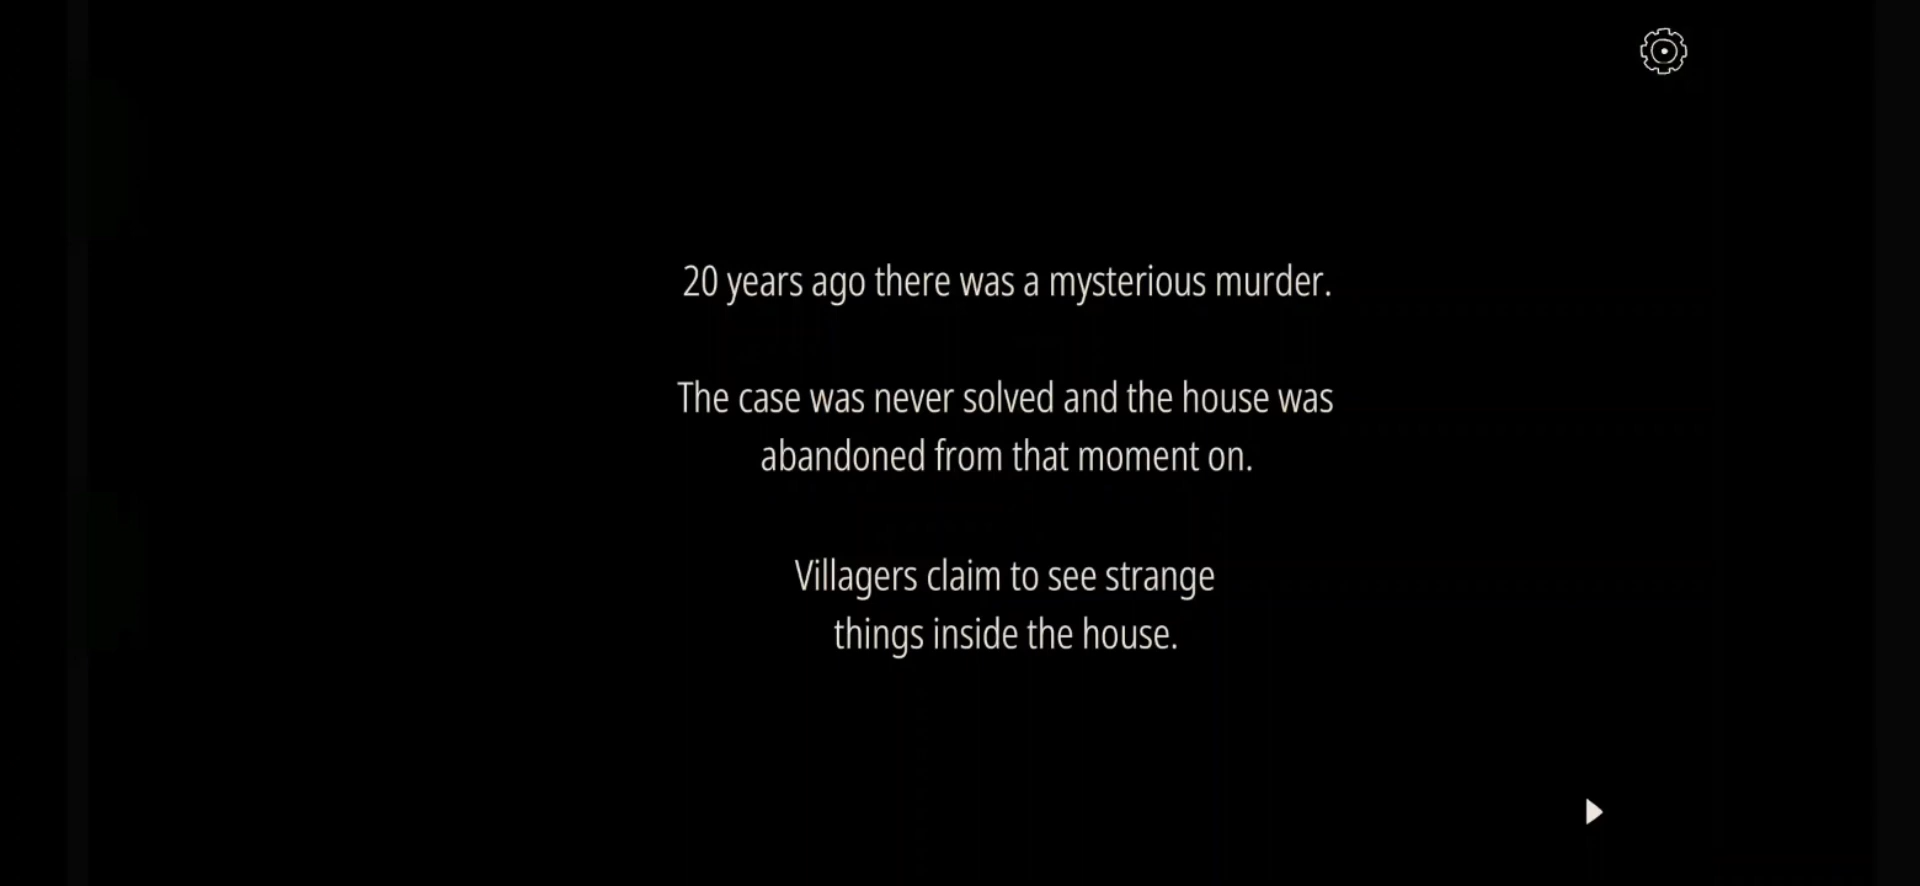 20 years ago there was a mysterious murder.
The case was never solved and the house was
abandoned from that moment on.
Villagers claim to see strange
things inside the house.